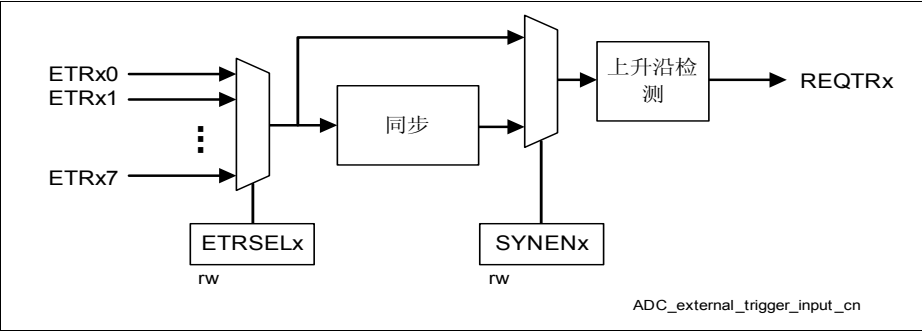 ETRx0
ETRx1
⋮
ETRx7
同步
上升沿检
测
REQTRx
ETRSELx
rw
SYNENx
rw
ADC_external_trigger_input_cn